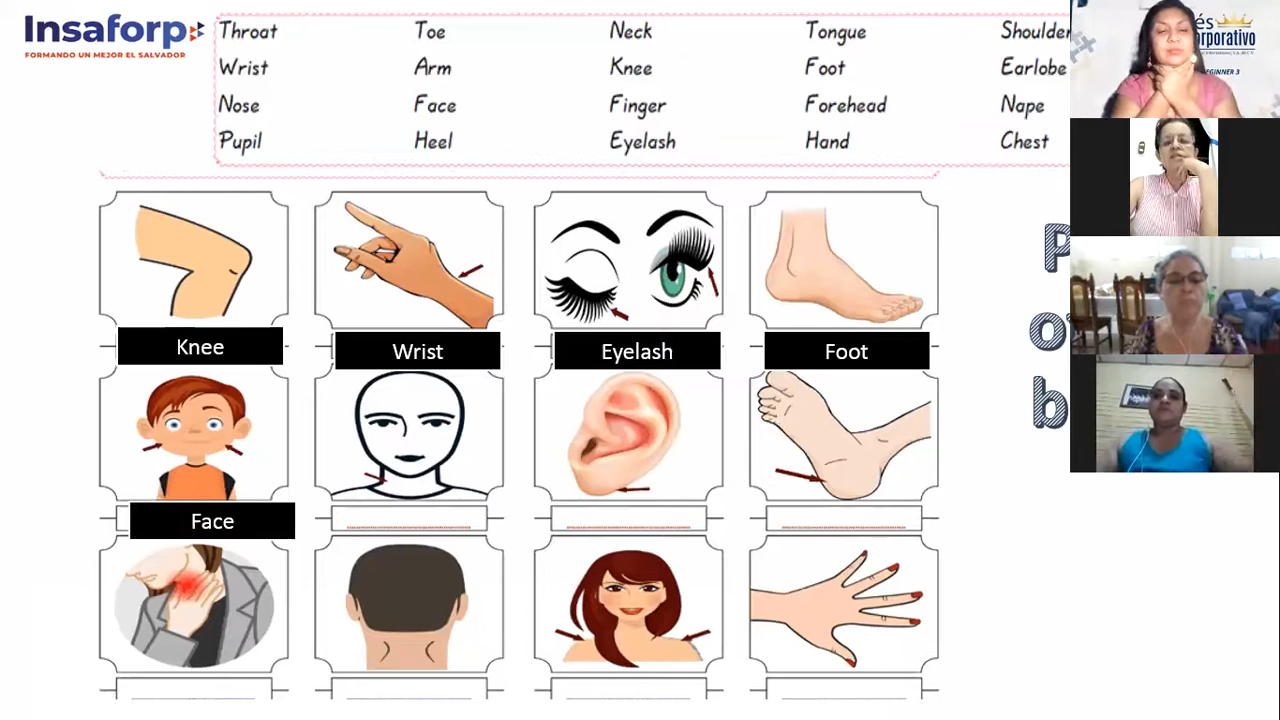 Insaforp
FORMANDO UN MEJOR EL SALVADOR
Throat Toe Neck Tongue Shoulder
Wrist Arm Knee Foot Earlobe
Nose Face Finger Forehead Nape
Pupil Heel Eyelash Hand Chest
Knee
Wrist
Eyelash
Foot
Face